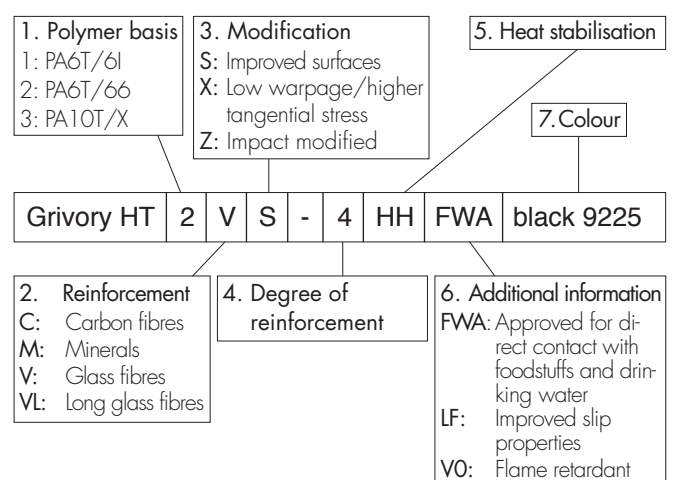 1. Polymer basis
1: PA6T/6I
2: PA6T/66
3: PA10T/X
3. Modification
S: Improved surfaces
X: Low warpage/higher
tangential stress
Z: Impact modified
5. Heat stabilisation
7. Colour
Grivory HT 2 V S - 4 HH FWA black 9225
2. Reinforcement
C: Carbon fibres
M: Minerals
V: Glass fibres
VL: Long glass fibres
4. Degree of
reinforcement
6. Additional information
FWA: Approved for di-
rect contact with
foodstuffs and drin-
king water
LF: Improved slip
properties
V0: Flame retardant